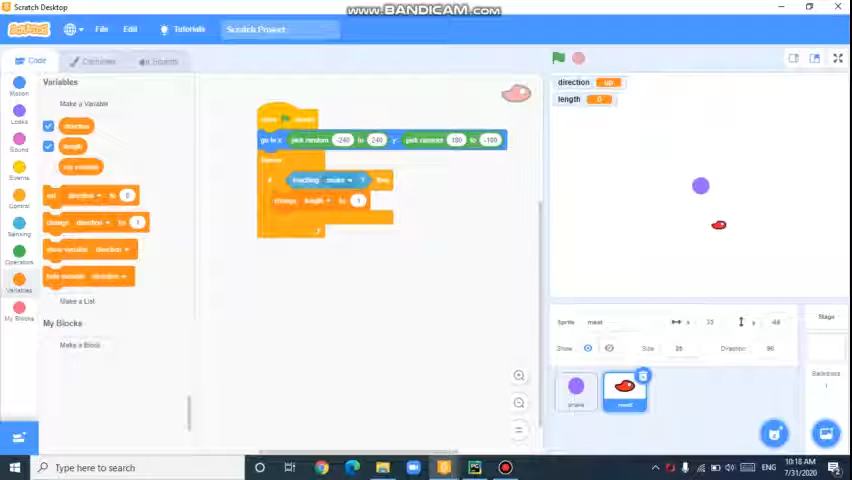 Scratch Desktop
WWW.BANDICAM.COM
SCRATCH
File
Edit
Tutorials
Scratch Project
Code
Costumes
Sounds
Motion
Looks
Sound
Events
Control
Sensing
Operators
Variables
My Blocks
Variables
Make a Variable
direction
length
my variable
set direction to 0
change direction by 1
show variable direction
hide variable direction
Make a List
My Blocks
Make a Block
go to x: pick random -240 to 240 y: pick random 180 to -180
forever
if touching snake ? then
change length by 1
direction up
length 0
Sprite meat x y
Show Size Direction 90
snake
meat
Stage
Backdrops
1
Type here to search
ENG
10:18 AM
7/31/2020